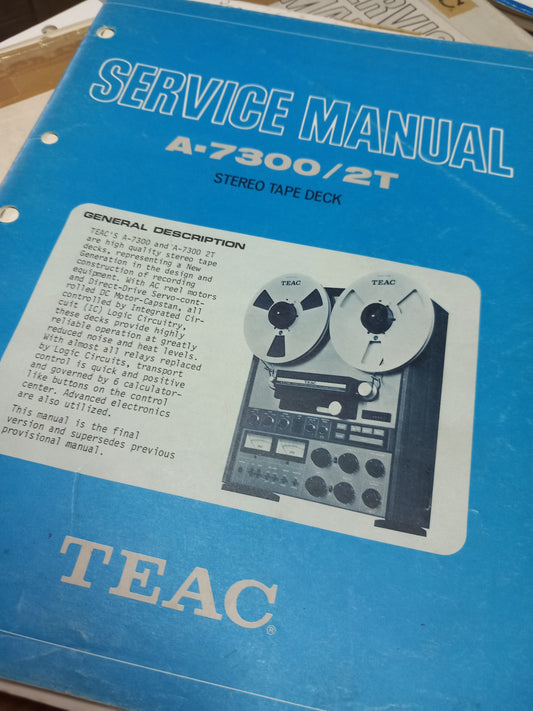 SERVICE MANUAL
A-7300/2T
STEREO TAPE DECK
GENERAL DESCRIPTION
TEAC'S A-7300 and A-7300 2T
are high quality stereo tape
decks, representing a New
Generation in the design and
construction of recording
equipment. With AC reel motors
and Direct-Drive Servo-cont-
rolled DC Motor-Capstan, all
controlled by Integrated Cir-
cuit (IC) Logic Circuitry,
these decks provide highly
reliable operation at greatly
reduced noise and heat levels.
With almost all relays replaced
by Logic Circuits, transport
control is quick and positive
and governed by 6 calculator-
like buttons on the control
center. Advanced electronics
are also utilized.
This manual is the final
version and supersedes previous
provisional manual.
TEAC
TEAC
TEAC
TEAC®